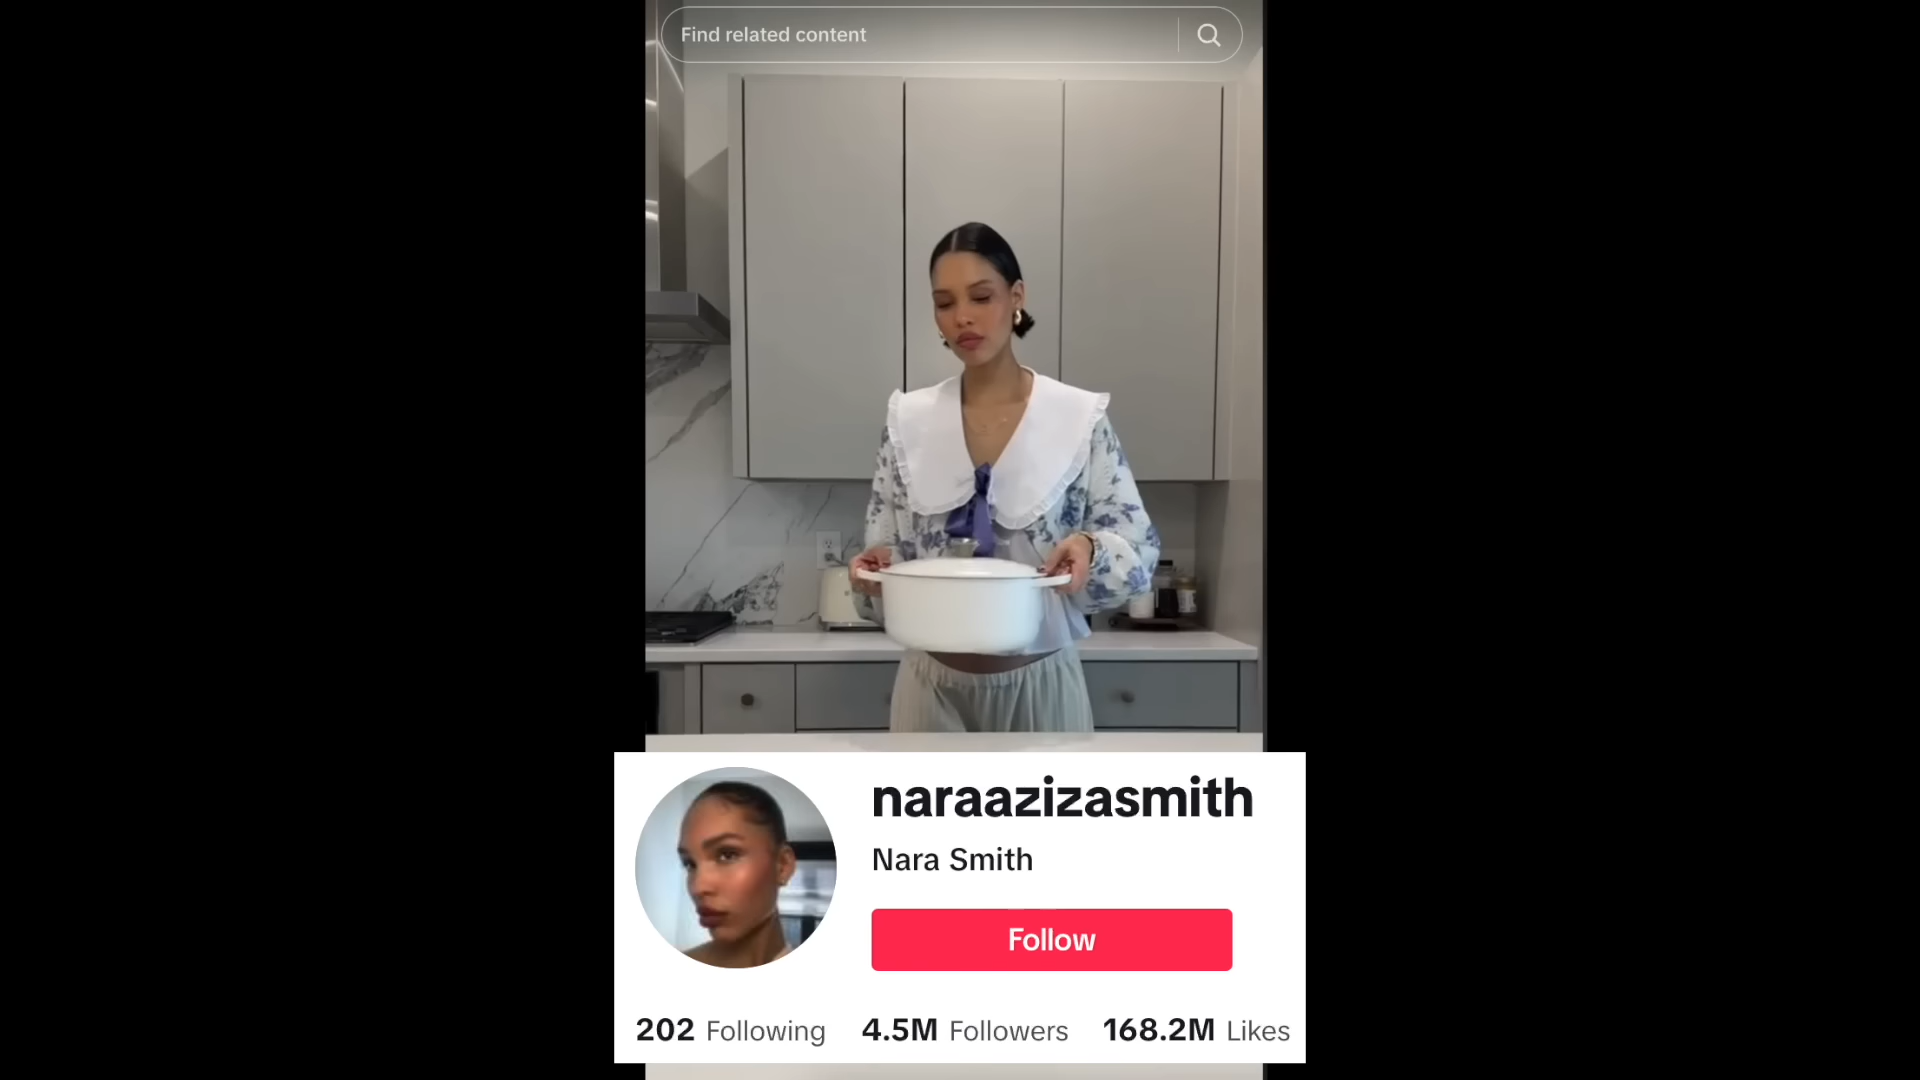 Find related content
naraazizasmith
Nara Smith
Follow
202 Following 4.5M Followers 168.2M Likes